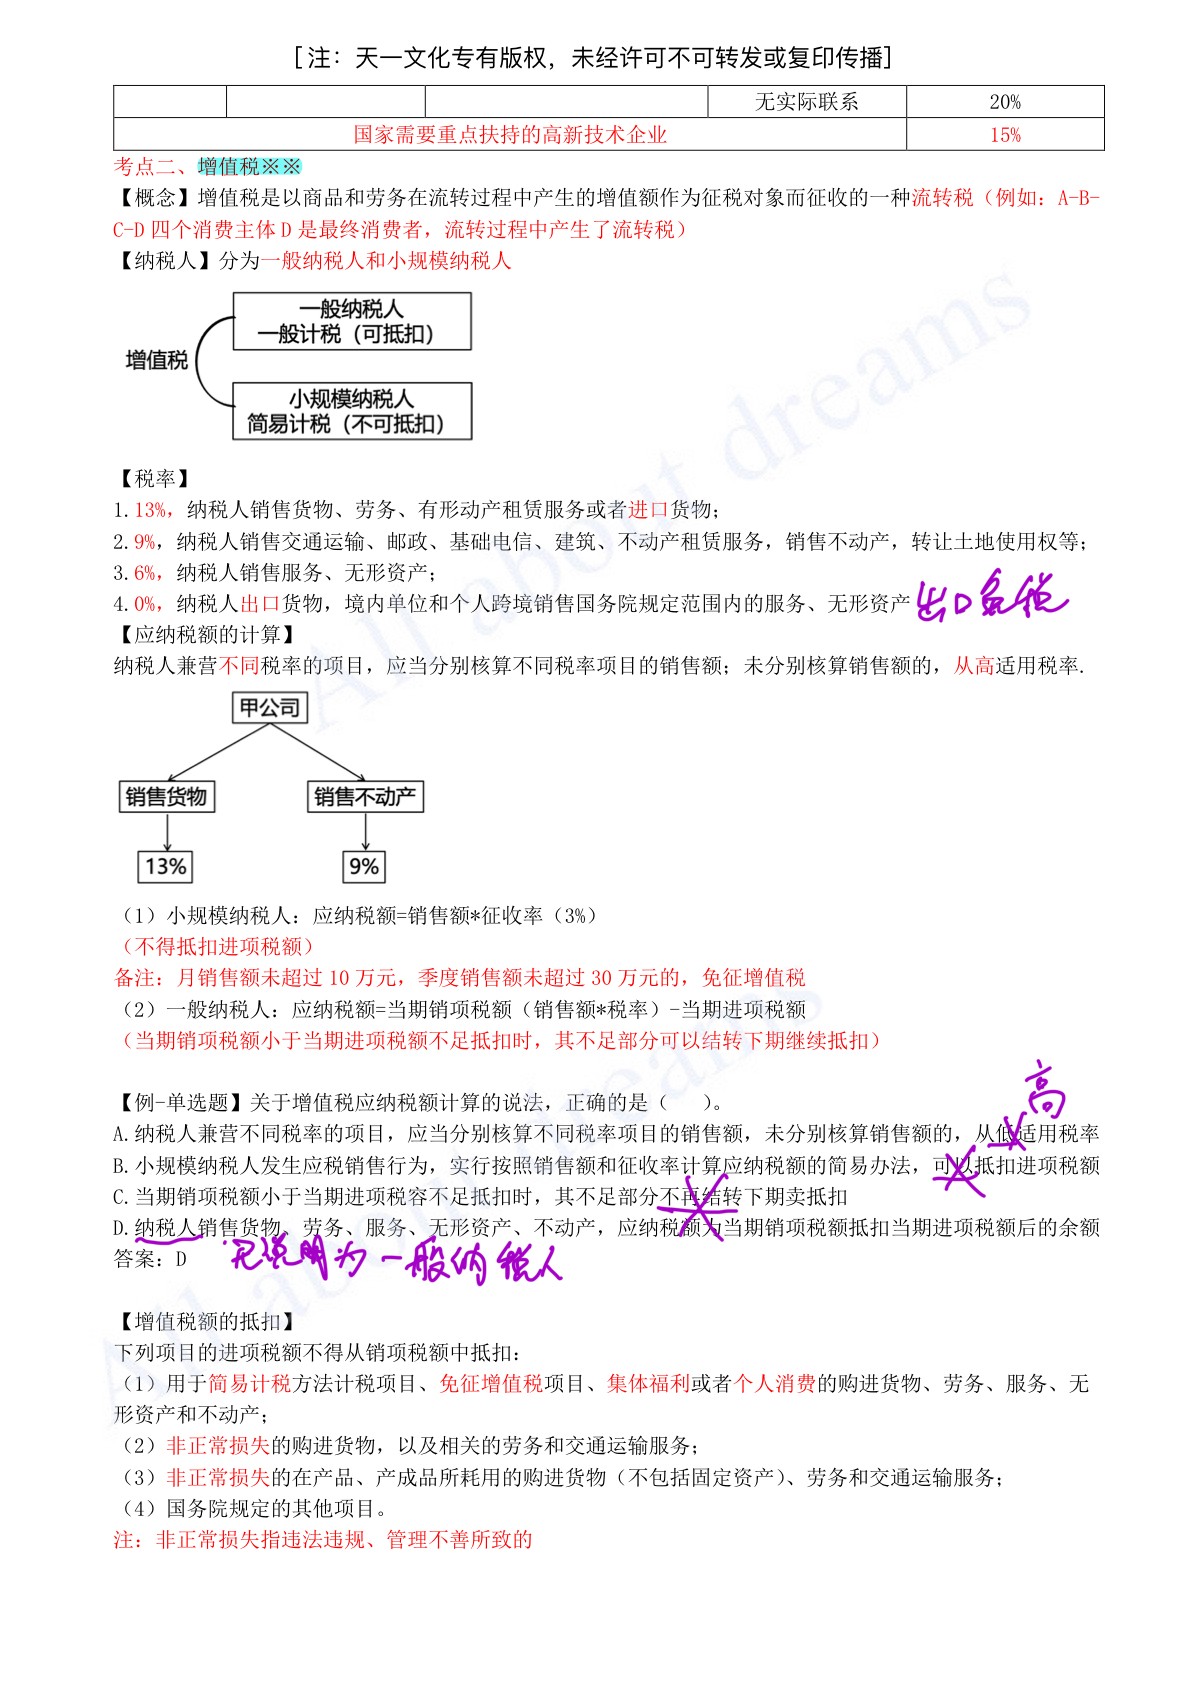 [注：天一文化专有版权，未经许可不可转发或复印传播]
无实际联系 20%
国家需要重点扶持的高新技术企业 15%
考点二、增值税※※
【概念】增值税是以商品和劳务在流转过程中产生的增值额作为征税对象而征收的一种流转税（例如：A-B-
C-D 四个消费主体 D 是最终消费者，流转过程中产生了流转税）
【纳税人】分为一般纳税人和小规模纳税人
一般纳税人
一般计税（可抵扣）
增值税
小规模纳税人
简易计税（不可抵扣）
【税率】
1.13%，纳税人销售货物、劳务、有形动产租赁服务或者进口货物；
2.9%，纳税人销售交通运输、邮政、基础电信、建筑、不动产租赁服务，销售不动产，转让土地使用权等；
3.6%，纳税人销售服务、无形资产；
4.0%，纳税人出口货物，境内单位和个人跨境销售国务院规定范围内的服务、无形资产 出口免税
【应纳税额的计算】
纳税人兼营不同税率的项目，应当分别核算不同税率项目的销售额；未分别核算销售额的，从高适用税率.
甲公司
销售货物 销售不动产
13% 9%
（1）小规模纳税人：应纳税额=销售额*征收率（3%）
（不得抵扣进项税额）
备注：月销售额未超过 10 万元，季度销售额未超过 30 万元的，免征增值税
（2）一般纳税人：应纳税额=当期销项税额（销售额*税率）-当期进项税额
（当期销项税额小于当期进项税额不足抵扣时，其不足部分可以结转下期继续抵扣）
高
【例-单选题】关于增值税应纳税额计算的说法，正确的是（ ）。
A.纳税人兼营不同税率的项目，应当分别核算不同税率项目的销售额，未分别核算销售额的，从低适用税率
B.小规模纳税人发生应税销售行为，实行按照销售额和征收率计算应纳税额的简易办法，可以抵扣进项税额
C.当期销项税额小于当期进项税容不足抵扣时，其不足部分不再结转下期卖抵扣
D.纳税人销售货物、劳务、服务、无形资产、不动产，应纳税额为当期销项税额抵扣当期进项税额后的余额
答案：D 无说明为一般纳税人
【增值税额的抵扣】
下列项目的进项税额不得从销项税额中抵扣：
（1）用于简易计税方法计税项目、免征增值税项目、集体福利或者个人消费的购进货物、劳务、服务、无
形资产和不动产；
（2）非正常损失的购进货物，以及相关的劳务和交通运输服务；
（3）非正常损失的在产品、产成品所耗用的购进货物（不包括固定资产）、劳务和交通运输服务；
（4）国务院规定的其他项目。
注：非正常损失指违法违规、管理不善所致的
All about dreams
All about dreams